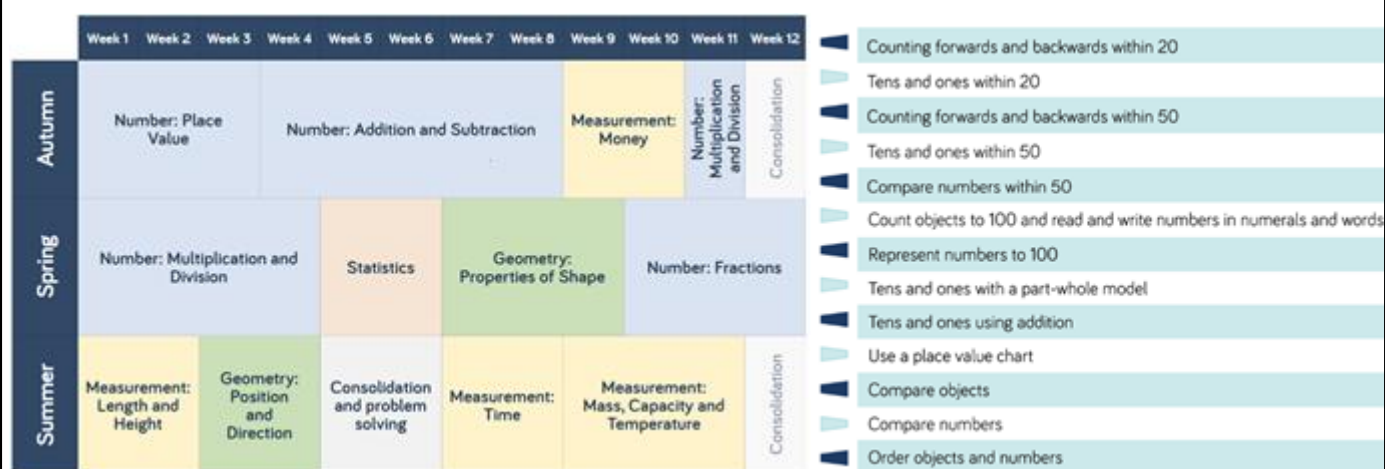 Week 1 Week 2 Week 3 Week 4 Week 5 Week 6 Week 7 Week 8 Week 9 Week 10 Week 11 Week 12
Autumn
Number: Place
Value
Number: Addition and Subtraction
Measurement:
Money
Number:
Multiplication
and Division
Consolidation
Spring
Number: Multiplication and
Division
Statistics
Geometry:
Properties of Shape
Number: Fractions
Summer
Measurement:
Length and
Height
Geometry:
Position
and
Direction
Consolidation
and problem
solving
Measurement:
Time
Measurement:
Mass, Capacity and
Temperature
Consolidation
Counting forwards and backwards within 20
Tens and ones within 20
Counting forwards and backwards within 50
Tens and ones within 50
Compare numbers within 50
Count objects to 100 and read and write numbers in numerals and words
Represent numbers to 100
Tens and ones with a part-whole model
Tens and ones using addition
Use a place value chart
Compare objects
Compare numbers
Order objects and numbers